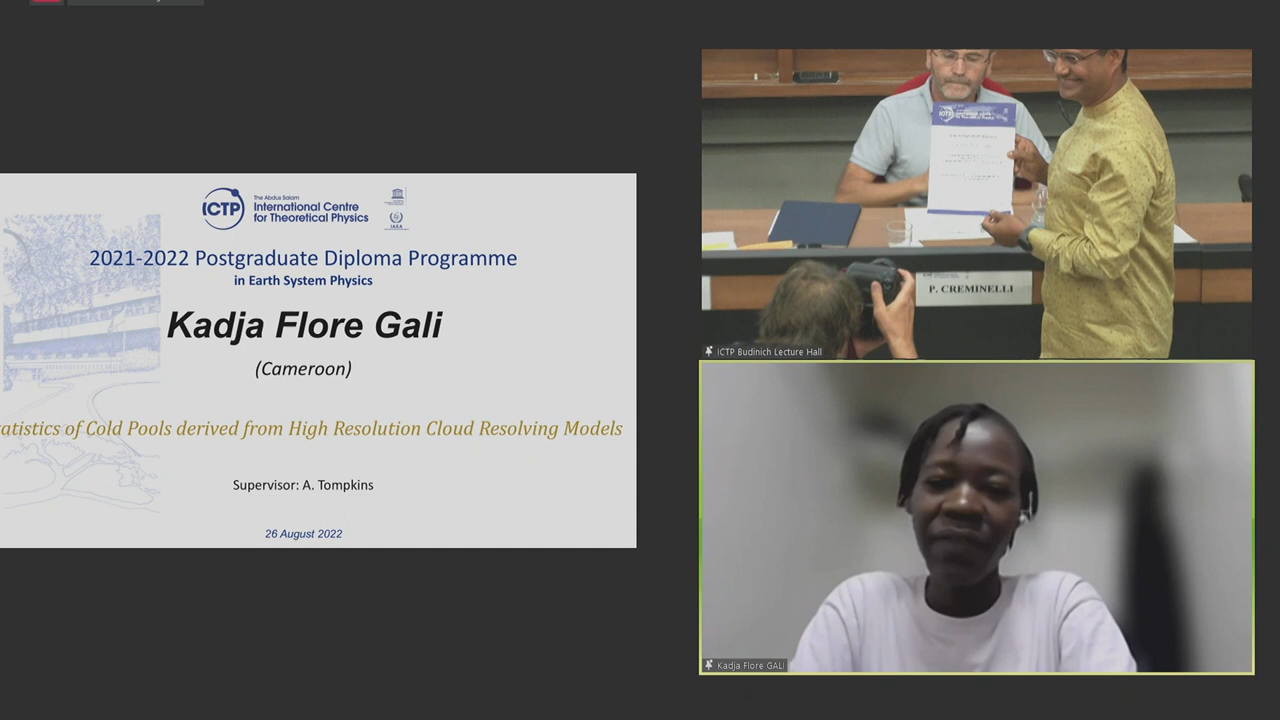 ICTP
The Abdus Salam
International Centre
for Theoretical Physics
IAEA
2021-2022 Postgraduate Diploma Programme
in Earth System Physics
Kadja Flore Gali
(Cameroon)
of Cold Pools derived from High Resolution Cloud Resolving Models
Supervisor: A. Tompkins
26 August 2022
ICTP
P. CREMINELLI
ICTP Budinich Lecture Hall
Kadja Flore GALI